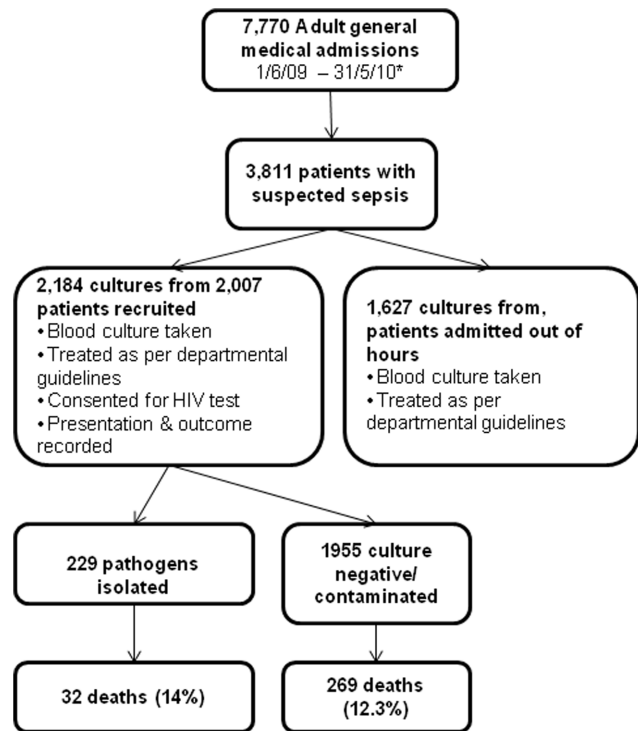 7,770 Adult general
medical admissions
1/6/09 – 31/5/10*
3,811 patients with
suspected sepsis
2,184 cultures from 2,007
patients recruited
• Blood culture taken
• Treated as per departmental
guidelines
• Consented for HIV test
• Presentation & outcome
recorded
1,627 cultures from,
patients admitted out of
hours
• Blood culture taken
• Treated as per
departmental guidelines
229 pathogens
isolated
1955 culture
negative/
contaminated
32 deaths (14%)
269 deaths
(12.3%)